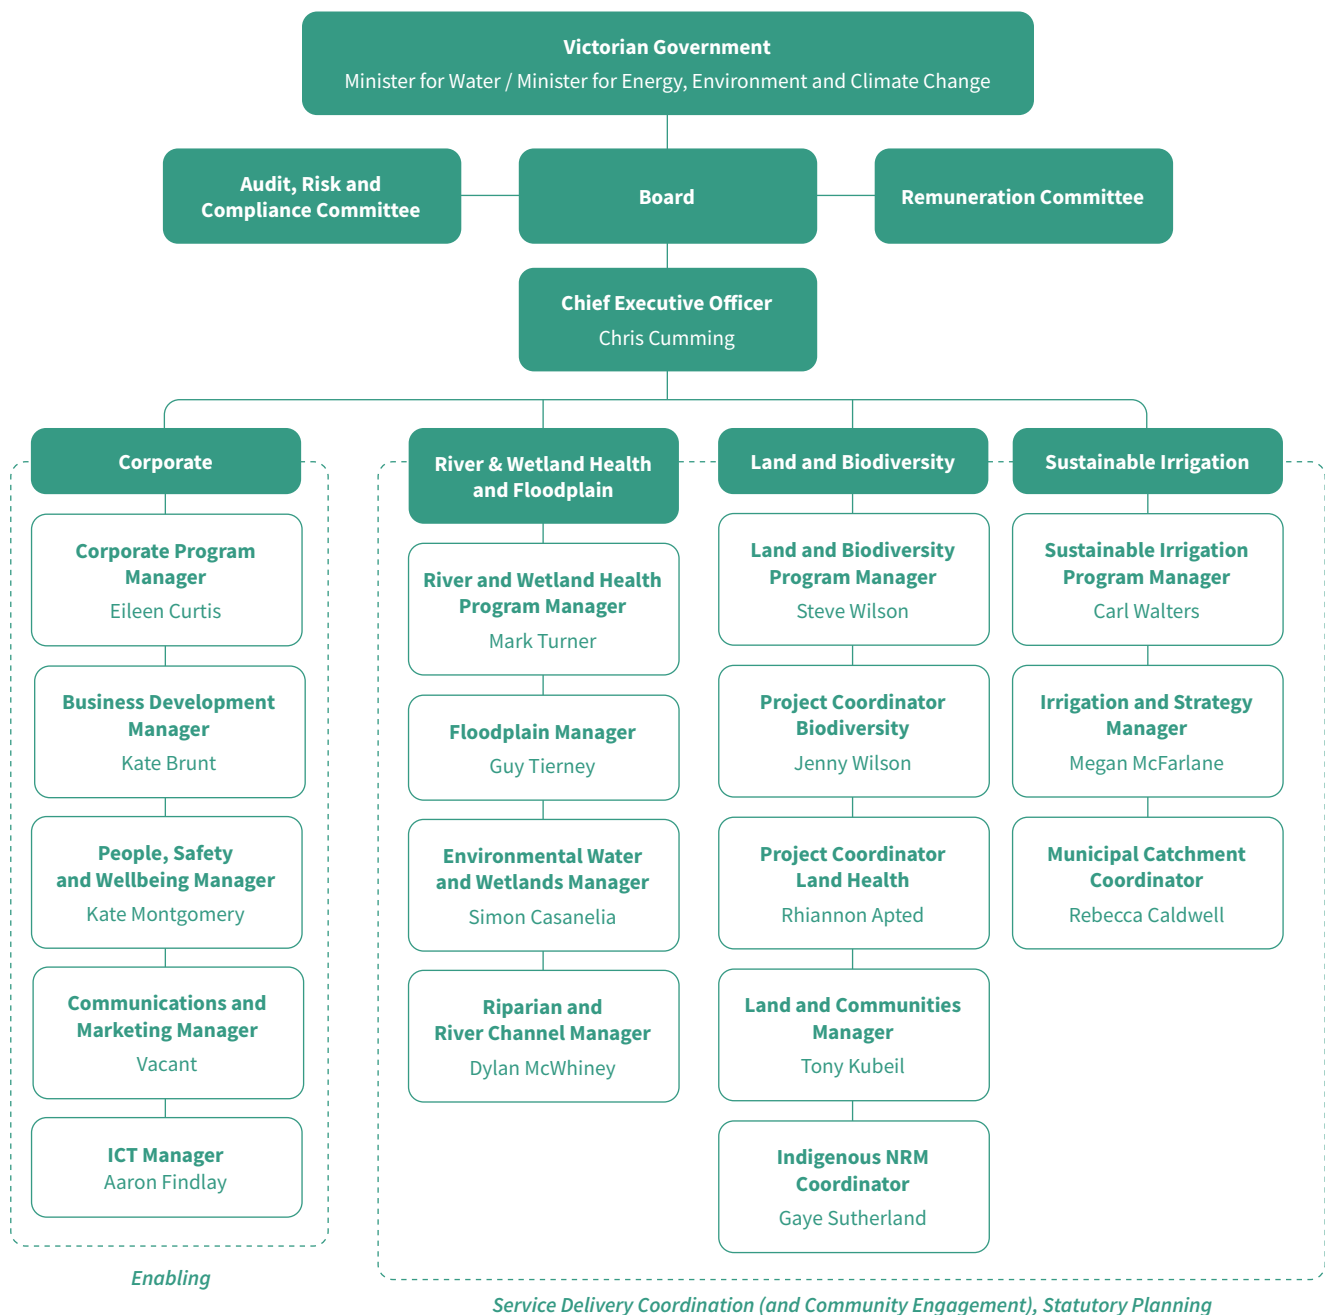 Victorian Government
Minister for Water / Minister for Energy, Environment and Climate Change
Audit, Risk and
Compliance Committee
Board
Remuneration Committee
Chief Executive Officer
Chris Cumming
Corporate
Corporate Program
Manager
Eileen Curtis
Business Development
Manager
Kate Brunt
People, Safety
and Wellbeing Manager
Kate Montgomery
Communications and
Marketing Manager
Vacant
ICT Manager
Aaron Findlay
Enabling
River & Wetland Health
and Floodplain
River and Wetland Health
Program Manager
Mark Turner
Floodplain Manager
Guy Tierney
Environmental Water
and Wetlands Manager
Simon Casanelia
Riparian and
River Channel Manager
Dylan McWhiney
Land and Biodiversity
Land and Biodiversity
Program Manager
Steve Wilson
Project Coordinator
Biodiversity
Jenny Wilson
Project Coordinator
Land Health
Rhiannon Apted
Land and Communities
Manager
Tony Kubeil
Indigenous NRM
Coordinator
Gaye Sutherland
Sustainable Irrigation
Sustainable Irrigation
Program Manager
Carl Walters
Irrigation and Strategy
Manager
Megan McFarlane
Municipal Catchment
Coordinator
Rebecca Caldwell
Service Delivery Coordination (and Community Engagement), Statutory Planning